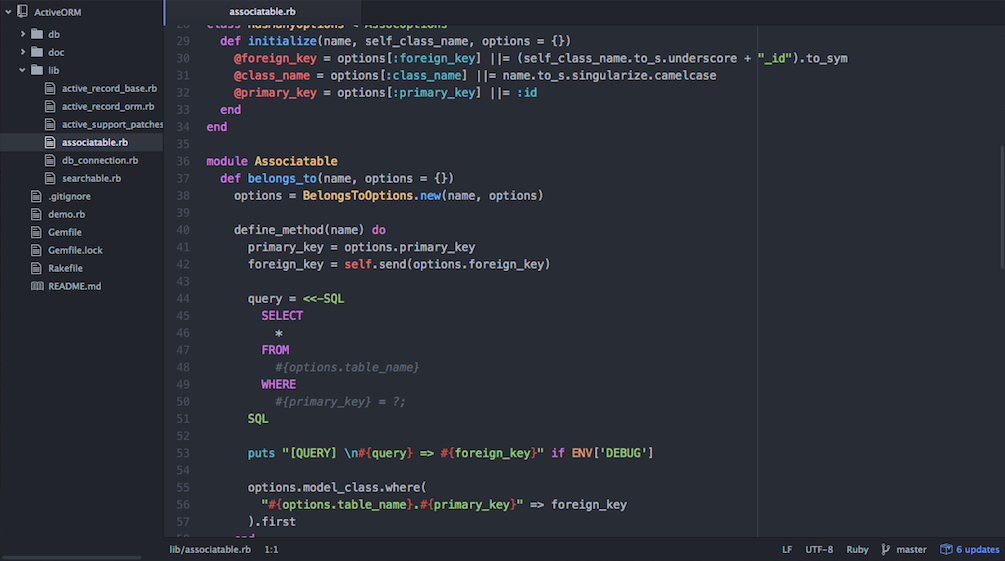 ActiveORM
db
doc
lib
active_record_base.rb
active_record_orm.rb
active_support_patches
associatable.rb
db_connection.rb
searchable.rb
.gitignore
demo.rb
Gemfile
Gemfile.lock
Rakefile
README.md
associatable.rb
28 class HasManyOptions < AssocOptions
29 def initialize(name, self_class_name, options = {})
30 @foreign_key = options[:foreign_key] ||= (self_class_name.to_s.underscore + "_id").to_sym
31 @class_name = options[:class_name] ||= name.to_s.singularize.camelcase
32 @primary_key = options[:primary_key] ||= :id
33 end
34 end
35
36 module Associatable
37 def belongs_to(name, options = {})
38 options = BelongsToOptions.new(name, options)
39
40 define_method(name) do
41 primary_key = options.primary_key
42 foreign_key = self.send(options.foreign_key)
43
44 query = <<-SQL
45 SELECT
46 *
47 FROM
48 #{options.table_name}
49 WHERE
50 #{primary_key} = ?;
51 SQL
52
53 puts "[QUERY] \n#{query} => #{foreign_key}" if ENV['DEBUG']
54
55 options.model_class.where(
56 "#{options.table_name}.#{primary_key}" => foreign_key
57 ).first
58 end
lib/associatable.rb 1:1 LF UTF-8 Ruby master 6 updates